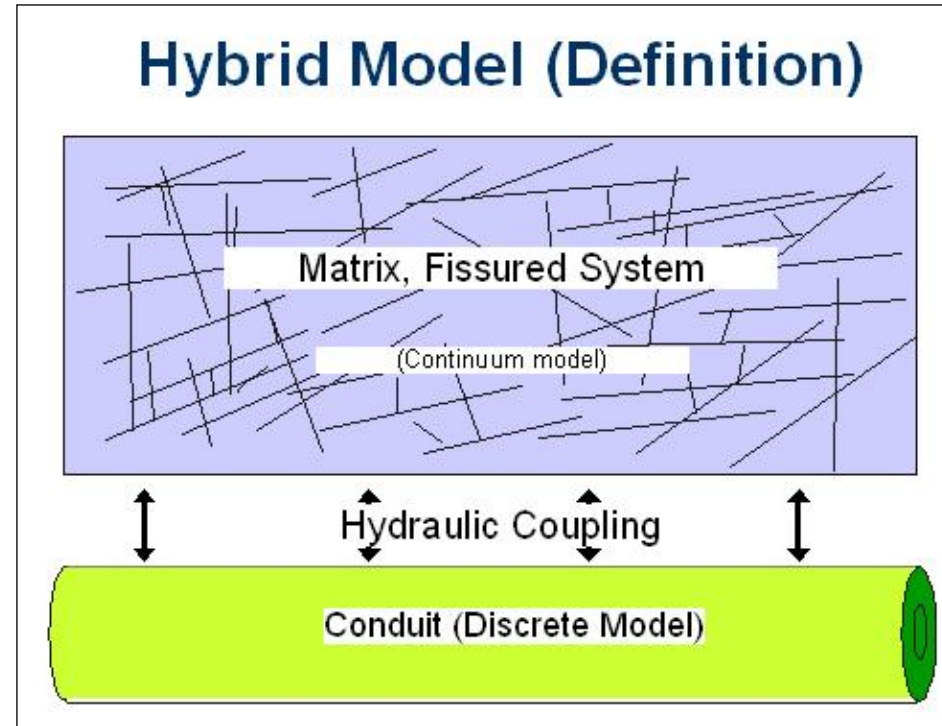 Hybrid Model (Definition)
Matrix, Fissured System
(Continuum model)
Hydraulic Coupling
Conduit (Discrete Model)